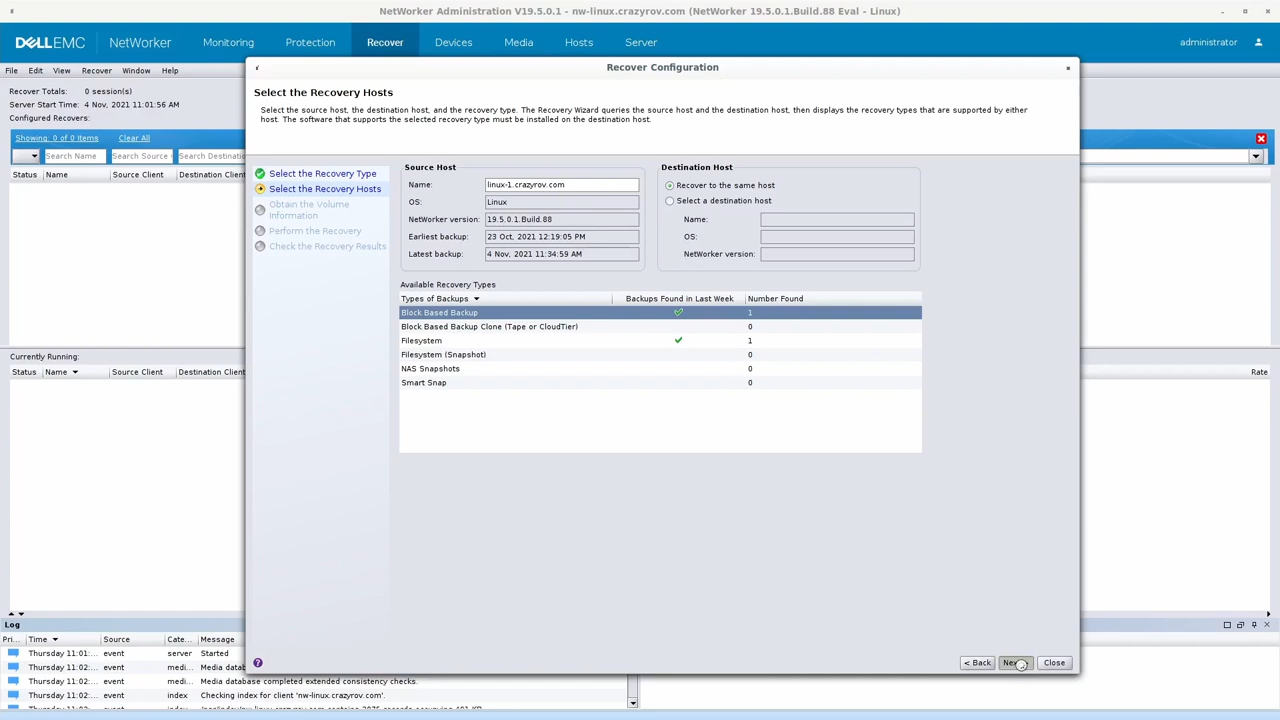 NetWorker Administration V19.5.0.1 - nw-linux.crazyrov.com (NetWorker 19.5.0.1.Build.88 Eval - Linux)
DELLEMC NetWorker Monitoring Protection Recover Devices Media Hosts Server administrator
File Edit View Recover Window Help
Recover Configuration
Recover Totals: 0 session(s)
Server Start Time: 4 Nov, 2021 11:01:56 AM
Configured Recovers:
Showing: 0 of 0 Items Clear All
Search Name Search Source Search Destinat
Status Name Source Client Destination Client
Select the Recovery Hosts
Select the source host, the destination host, and the recovery type. The Recovery Wizard queries the source host and the destination host, then displays the recovery types that are supported by either
host. The software that supports the selected recovery type must be installed on the destination host.
Select the Recovery Type
Select the Recovery Hosts
Obtain the Volume
Information
Perform the Recovery
Check the Recovery Results
Source Host
Name: linux-1.crazyrov.com
OS: Linux
NetWorker version: 19.5.0.1.Build.88
Earliest backup: 23 Oct, 2021 12:19:05 PM
Latest backup: 4 Nov, 2021 11:34:59 AM
Destination Host
Recover to the same host
Select a destination host
Name:
OS:
NetWorker version:
Available Recovery Types
Types of Backups Backups Found in Last Week Number Found
Block Based Backup 1
Block Based Backup Clone (Tape or CloudTier) 0
Filesystem 1
Filesystem (Snapshot) 0
NAS Snapshots 0
Smart Snap 0
Currently Running:
Status Name Source Client Destination Client Rate
< Back Nex Close
Log
Pri... Time Source Cate... Message
Thursday 11:01:... event server Started
Thursday 11:02:... event medi... Media datab
Thursday 11:02:... event medi... Media database completed extended consistency checks.
Thursday 11:02:... event index Checking index for client 'nw-linux.crazyrov.com'.